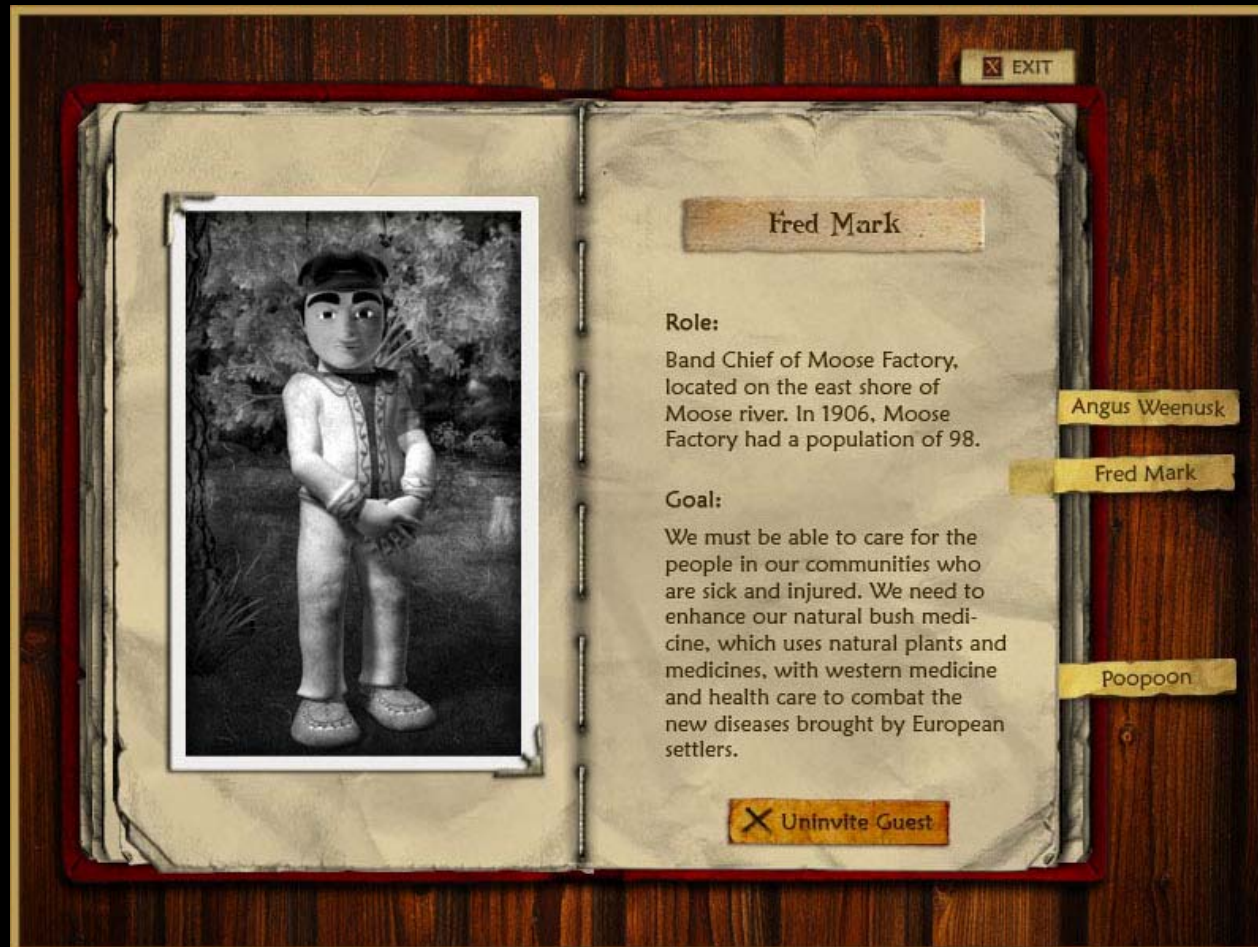 EXIT
Fred Mark
Role:
Band Chief of Moose Factory,
located on the east shore of
Moose river. In 1906, Moose
Factory had a population of 98.
Goal:
We must be able to care for the
people in our communities who
are sick and injured. We need to
enhance our natural bush medi-
cine, which uses natural plants and
medicines, with western medicine
and health care to combat the
new diseases brought by European
settlers.
Uninvite Guest
Angus Weenusk
Fred Mark
Poopoon